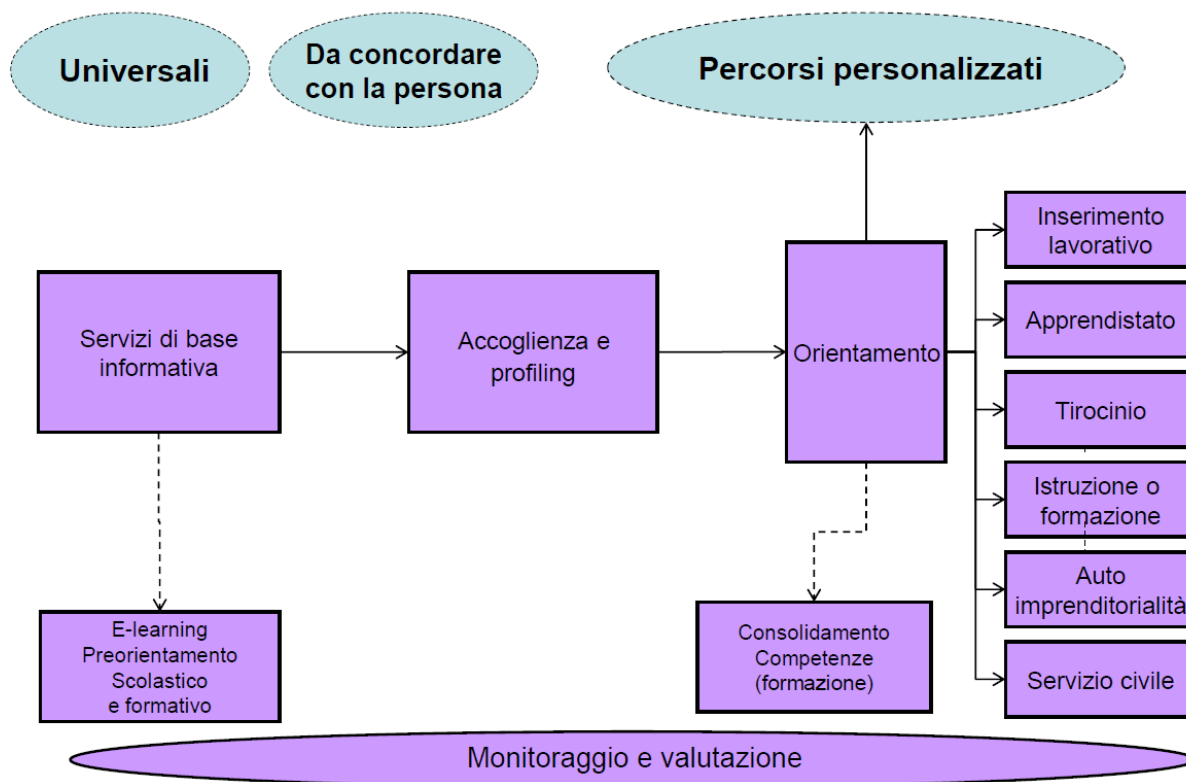 Universali
Da concordare
con la persona
Percorsi personalizzati
Servizi di base
informativa
Accoglienza e
profiling
Orientamento
Inserimento
lavorativo
Apprendistato
Tirocinio
Istruzione o
formazione
Auto
imprenditorialità
Servizio civile
E-learning
Preorientamento
Scolastico
e formativo
Consolidamento
Competenze
(formazione)
Monitoraggio e valutazione